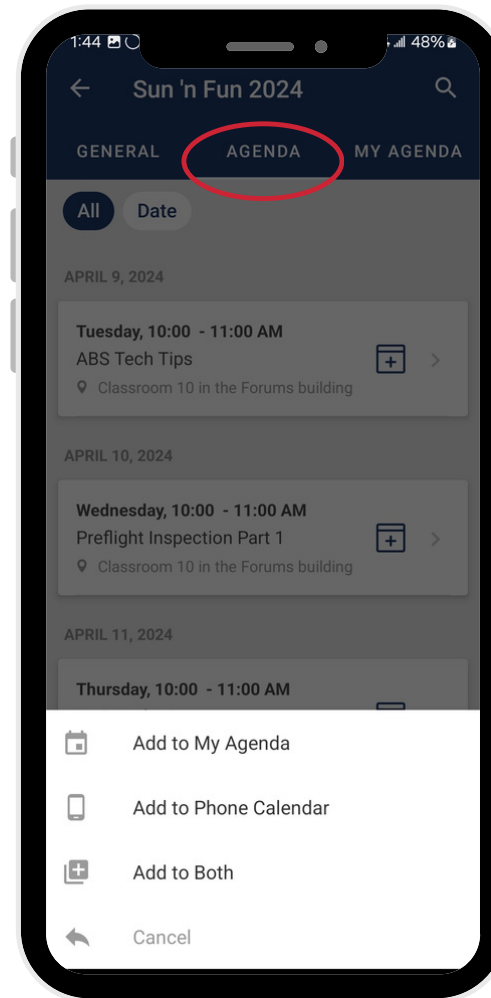 1:44 48%
Sun 'n Fun 2024
GENERAL AGENDA MY AGENDA
All Date
APRIL 9, 2024
Tuesday, 10:00 - 11:00 AM
ABS Tech Tips
Classroom 10 in the Forums building
APRIL 10, 2024
Wednesday, 10:00 - 11:00 AM
Preflight Inspection Part 1
Classroom 10 in the Forums building
APRIL 11, 2024
Thursday, 10:00 - 11:00 AM
Add to My Agenda
Add to Phone Calendar
Add to Both
Cancel